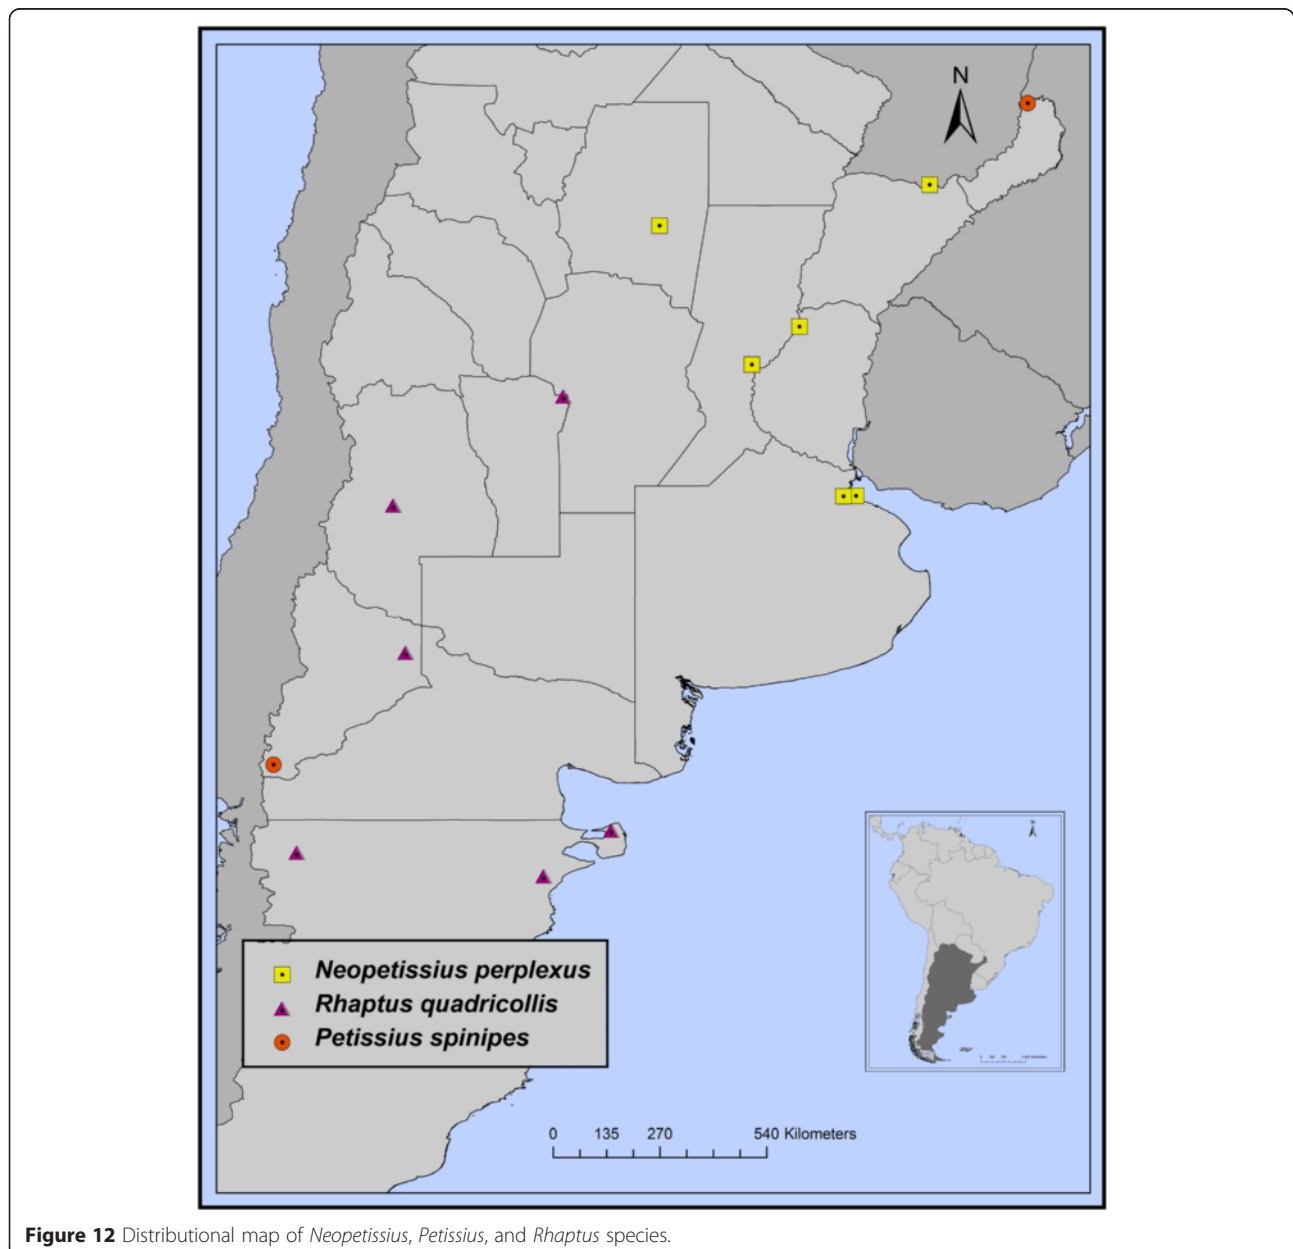 N
N
Neopetissius perplexus
Rhaptus quadricollis
Petissius spinipes
0 135 270 540 Kilometers
Figure 12 Distributional map of Neopetissius, Petissius, and Rhaptus species.